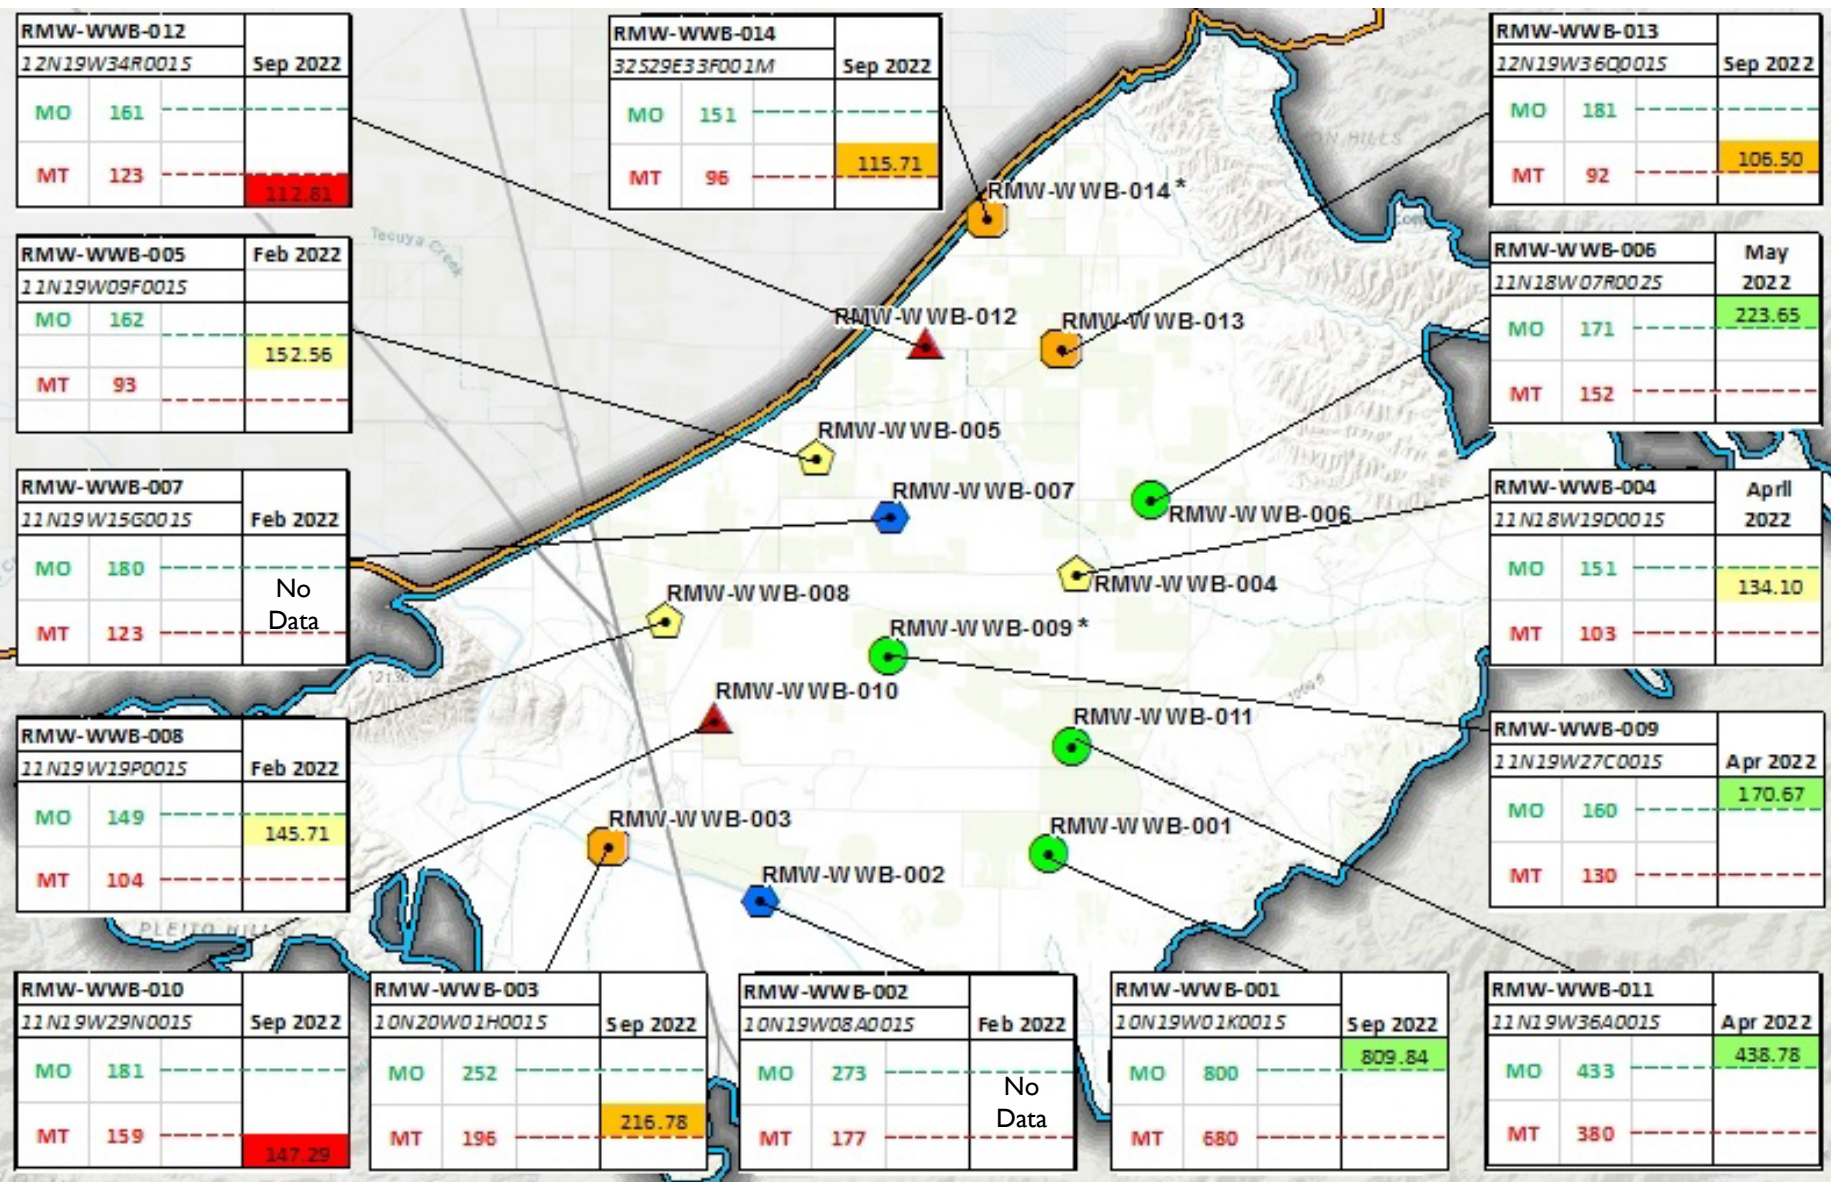 RMW-WWB-012
12N19W34R001S Sep 2022
MO 161
MT 123
112.81
RMW-WWB-014
32S29E33F001M Sep 2022
MO 151
115.71
MT 96
RMW-WWB-013
12N19W36Q001S Sep 2022
MO 181
106.50
MT 92
RMW-WWB-005 Feb 2022
11N19W09F001S
MO 162
152.56
MT 93
RMW-WWB-006 May
11N18W07R002S 2022
223.65
MO 171
MT 152
RMW-WWB-007
11N19W15G001S Feb 2022
MO 180
No
Data
MT 123
RMW-WWB-004 Aprll
11N18W19D001S 2022
MO 151
134.10
MT 103
RMW-WWB-008
11N19W19P001S Feb 2022
MO 149
145.71
MT 104
RMW-WWB-009
11N19W27C001S Apr 2022
170.67
MO 160
MT 130
Tecuya Creek
RMW-WWB-014*
RMW-WWB-012
RMW-WWB-013
RMW-WWB-005
RMW-WWB-007
RMW-WWB-006
RMW-WWB-004
RMW-WWB-008
RMW-WWB-009*
RMW-WWB-010
RMW-WWB-011
RMW-WWB-003
RMW-WWB-001
RMW-WWB-002
PLEITO HILLS
HILLS
RMW-WWB-010
11N19W29N001S Sep 2022
MO 181
MT 159
147.29
RMW-WWB-003
10N20W01H001S Sep 2022
MO 252
216.78
MT 196
RMW-WWB-002
10N19W08A001S Feb 2022
MO 273
No
Data
MT 177
RMW-WWB-001
10N19W01K001S Sep 2022
809.84
MO 800
MT 680
RMW-WWB-011
11N19W36A001S Apr 2022
438.78
MO 433
MT 380